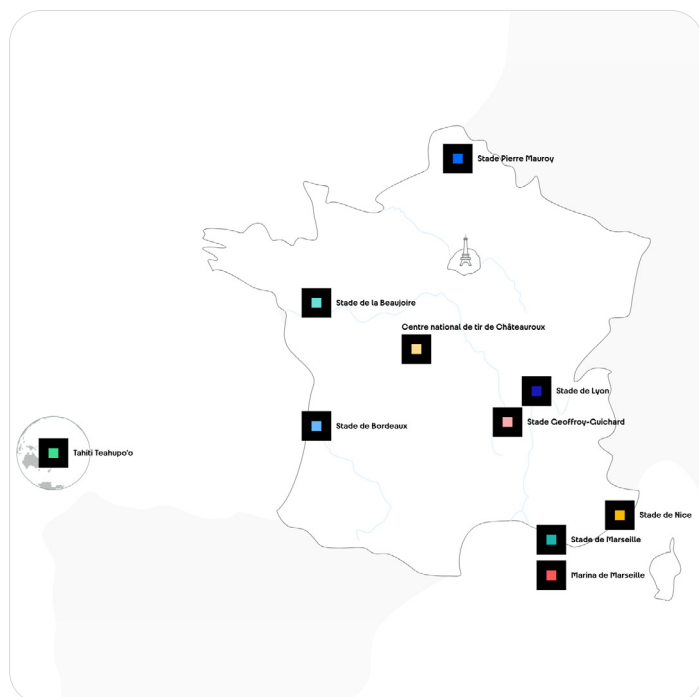 Stade Pierre Mauroy
Stade de la Beaujoire
Centre national de tir de Châteauroux
Stade de Lyon
Stade Geoffroy-Guichard
Stade de Bordeaux
Tahiti Teahupo'o
Stade de Nice
Stade de Marseille
Marina de Marseille